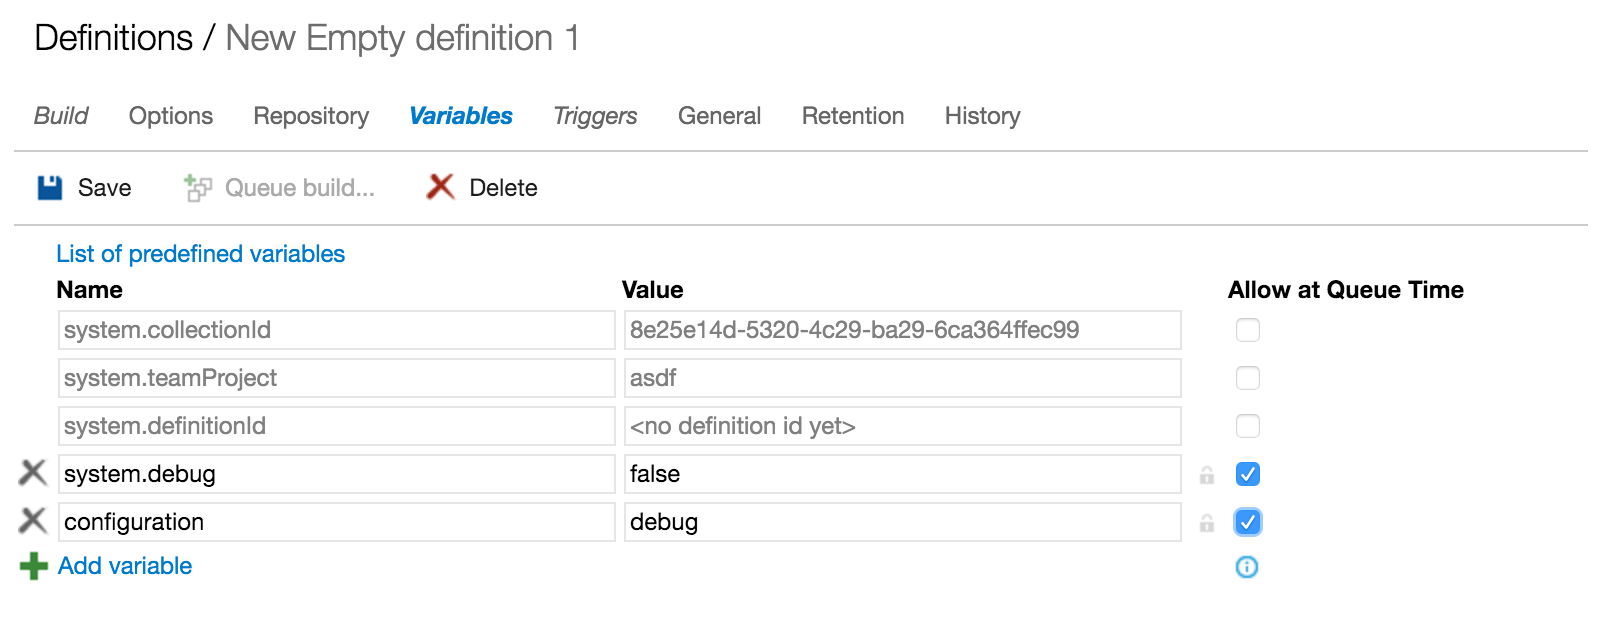 Definitions / New Empty definition 1
Build Options Repository Variables Triggers General Retention History
Save Queue build... Delete
List of predefined variables
Name Value Allow at Queue Time
system.collectionId 8e25e14d-5320-4c29-ba29-6ca364ffec99
system.teamProject asdf
system.definitionId <no definition id yet>
system.debug false
configuration debug
Add variable